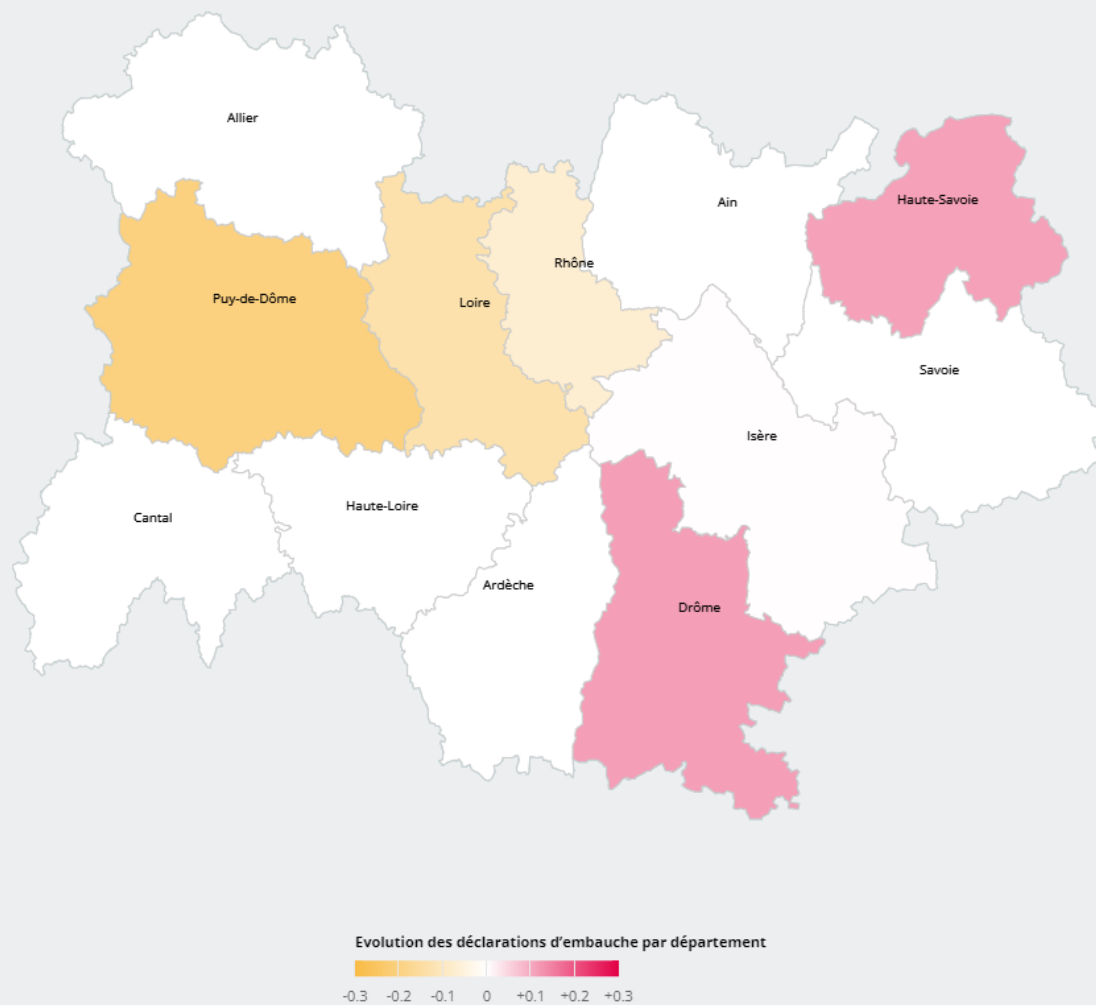 Allier
Ain
Haute-Savoie
Rhône
Puy-de-Dôme
Loire
Savoie
Isère
Haute-Loire
Cantal
Ardèche
Drôme
Evolution des déclarations d’embauche par département
-0.3 -0.2 -0.1 0 +0.1 +0.2 +0.3